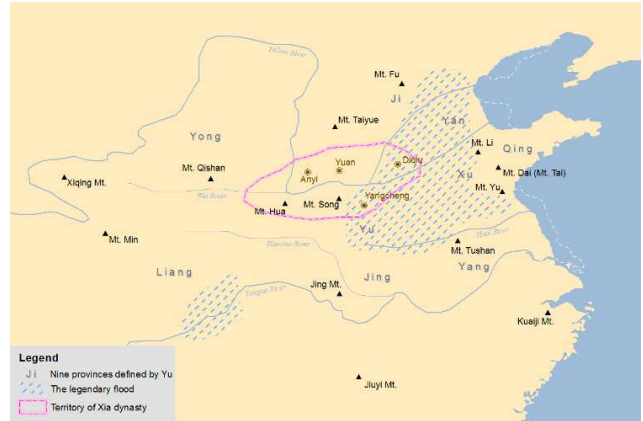 Yellow River
Mt. Fu
Ji
Mt. Taiyue
Yan
Yong
Mt. Li
Qing
Yuan
Diqiu
Mt. Qishan
Anyi
Xu
Mt. Dai (Mt. Tai)
Xiqing Mt.
Mt. Yu
Wei River
Mt. Song
Yangcheng
Mt. Hua
Yu
Mt. Min
Huai River
Hanshui River
Mt. Tushan
Liang
Jing
Yang
Jing Mt.
Yangtze River
Kuaiji Mt.
Jiuyi Mt.
Legend
Ji Nine provinces defined by Yu
The legendary flood
Territory of Xia dynasty